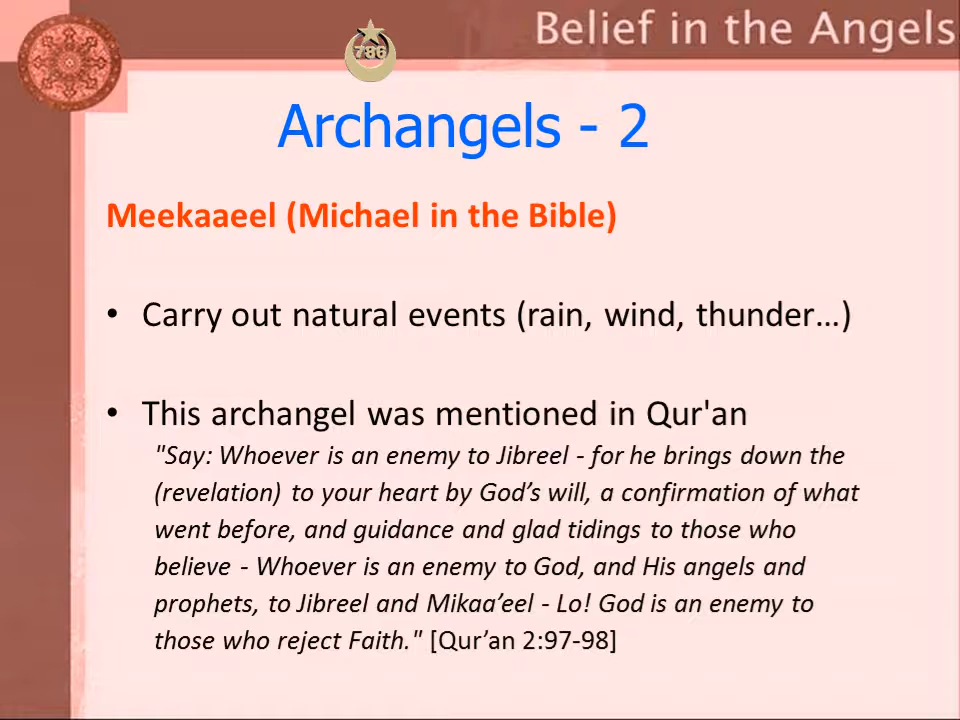 Belief in the Angels
786
Archangels - 2
Meekaaeel (Michael in the Bible)
• Carry out natural events (rain, wind, thunder…)
• This archangel was mentioned in Qur'an
"Say: Whoever is an enemy to Jibreel - for he brings down the
(revelation) to your heart by God’s will, a confirmation of what
went before, and guidance and glad tidings to those who
believe - Whoever is an enemy to God, and His angels and
prophets, to Jibreel and Mikaa’eel - Lo! God is an enemy to
those who reject Faith." [Qur’an 2:97-98]